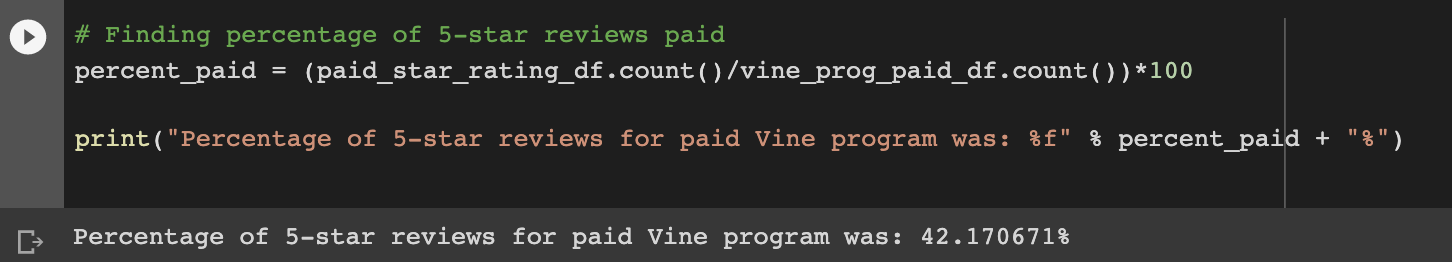 # Finding percentage of 5-star reviews paid
percent_paid = (paid_star_rating_df.count()/vine_prog_paid_df.count())*100
print("Percentage of 5-star reviews for paid Vine program was: %f" % percent_paid + "%")
Percentage of 5-star reviews for paid Vine program was: 42.170671%